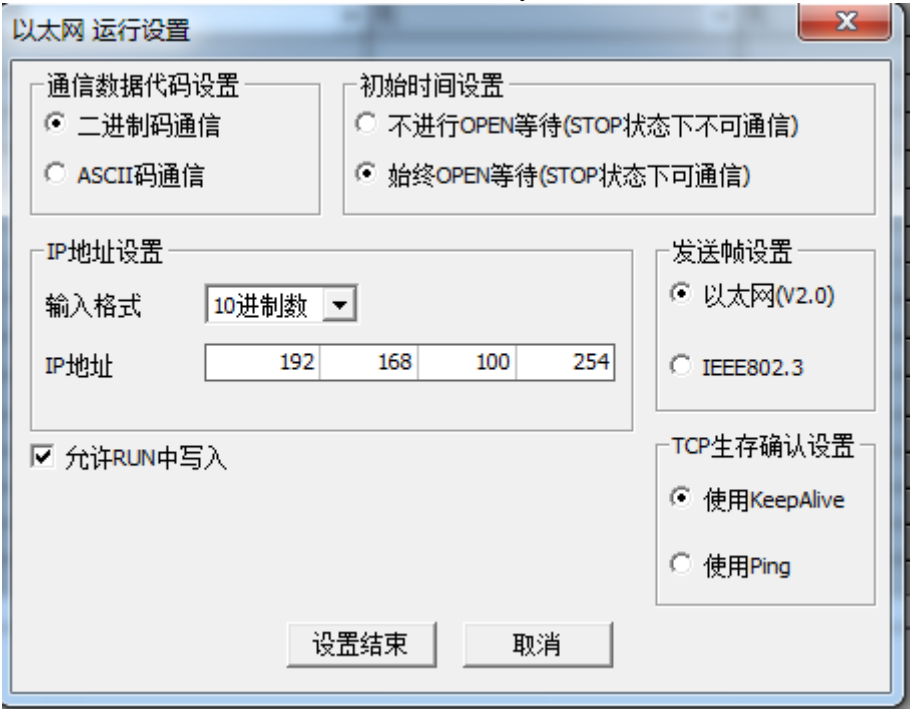 以太网 运行设置
通信数据代码设置
二进制码通信
ASCII码通信
初始时间设置
不进行OPEN等待(STOP状态下不可通信)
始终OPEN等待(STOP状态下可通信)
IP地址设置
输入格式 10进制数
IP地址 192 168 100 254
发送帧设置
以太网(V2.0)
IEEE802.3
允许RUN中写入
TCP生存确认设置
使用KeepAlive
使用Ping
设置结束 取消